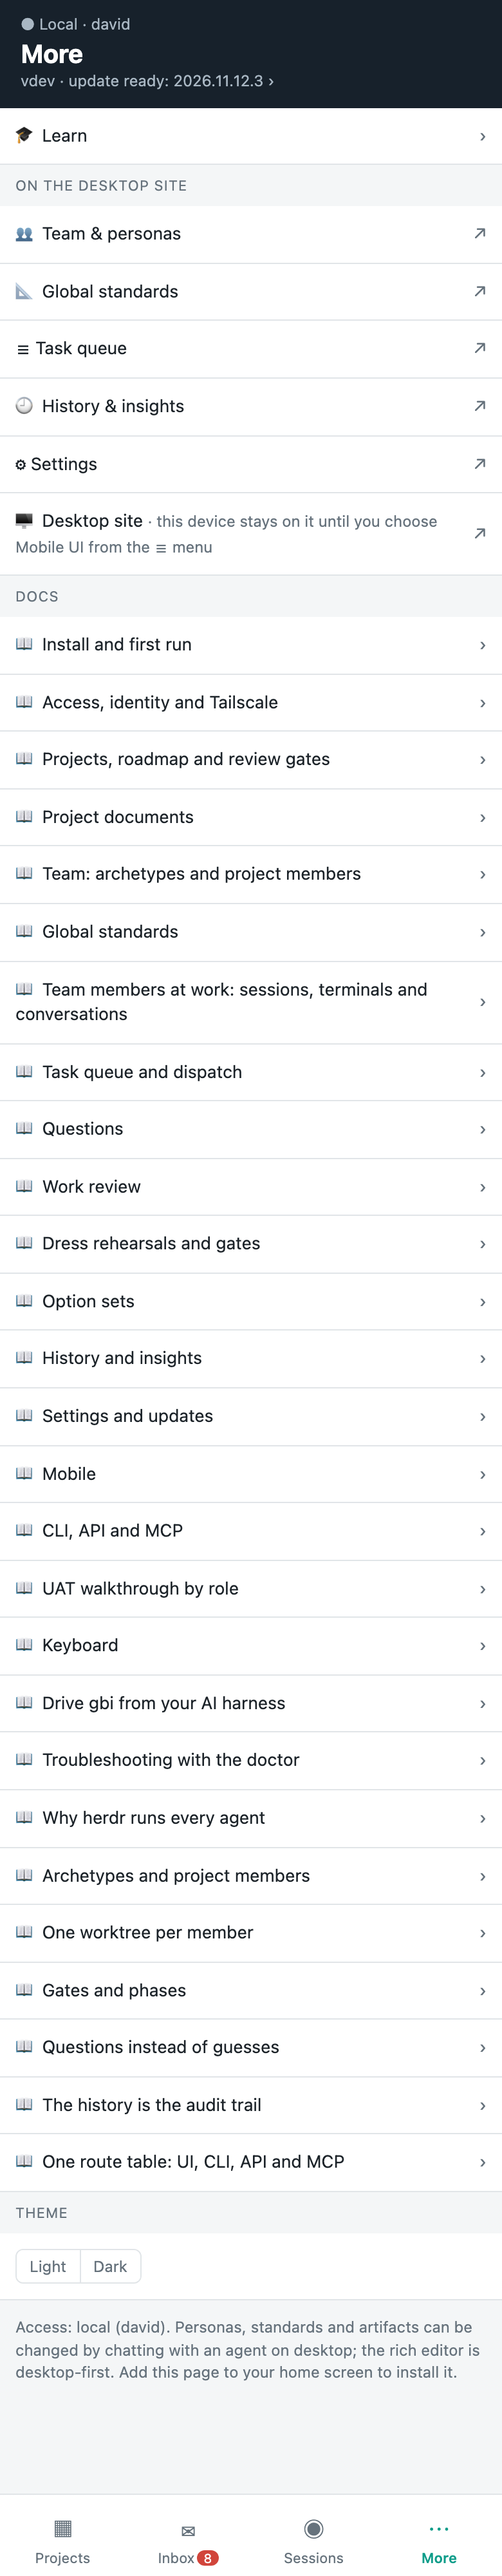 Local · david
More
vdev · update ready: 2026.11.12.3 ›
Learn ›
ON THE DESKTOP SITE
Team & personas ↗
Global standards ↗
Task queue ↗
History & insights ↗
Settings ↗
Desktop site · this device stays on it until you choose
Mobile UI from the ≡ menu ↗
DOCS
Install and first run ›
Access, identity and Tailscale ›
Projects, roadmap and review gates ›
Project documents ›
Team: archetypes and project members ›
Global standards ›
Team members at work: sessions, terminals and
conversations ›
Task queue and dispatch ›
Questions ›
Work review ›
Dress rehearsals and gates ›
Option sets ›
History and insights ›
Settings and updates ›
Mobile ›
CLI, API and MCP ›
UAT walkthrough by role ›
Keyboard ›
Drive gbi from your AI harness ›
Troubleshooting with the doctor ›
Why herdr runs every agent ›
Archetypes and project members ›
One worktree per member ›
Gates and phases ›
Questions instead of guesses ›
The history is the audit trail ›
One route table: UI, CLI, API and MCP ›
THEME
Light Dark
Access: local (david). Personas, standards and artifacts can be
changed by chatting with an agent on desktop; the rich editor is
desktop-first. Add this page to your home screen to install it.
Projects Inbox 8 Sessions More